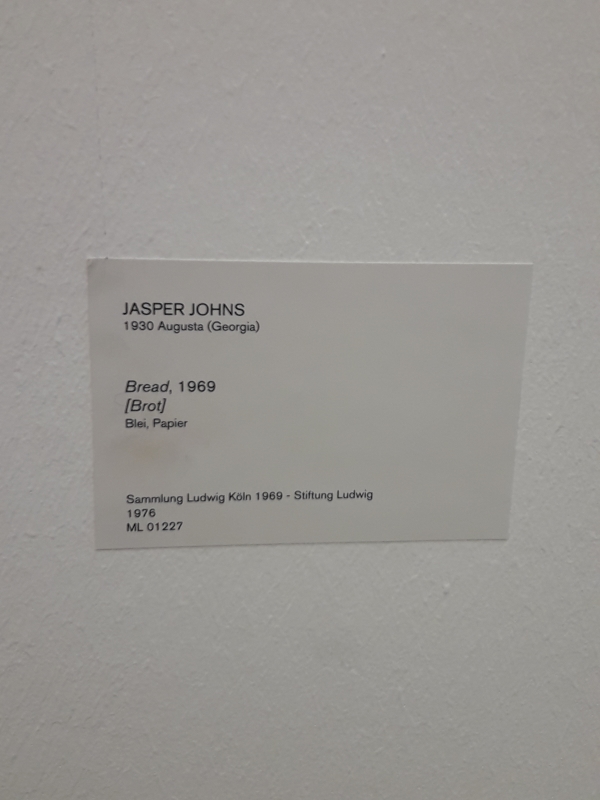 JASPER JOHNS
1930 Augusta (Georgia)
Bread, 1969
[Brot]
Blei, Papier
Sammlung Ludwig Köln 1969 - Stiftung Ludwig
1976
ML 01227